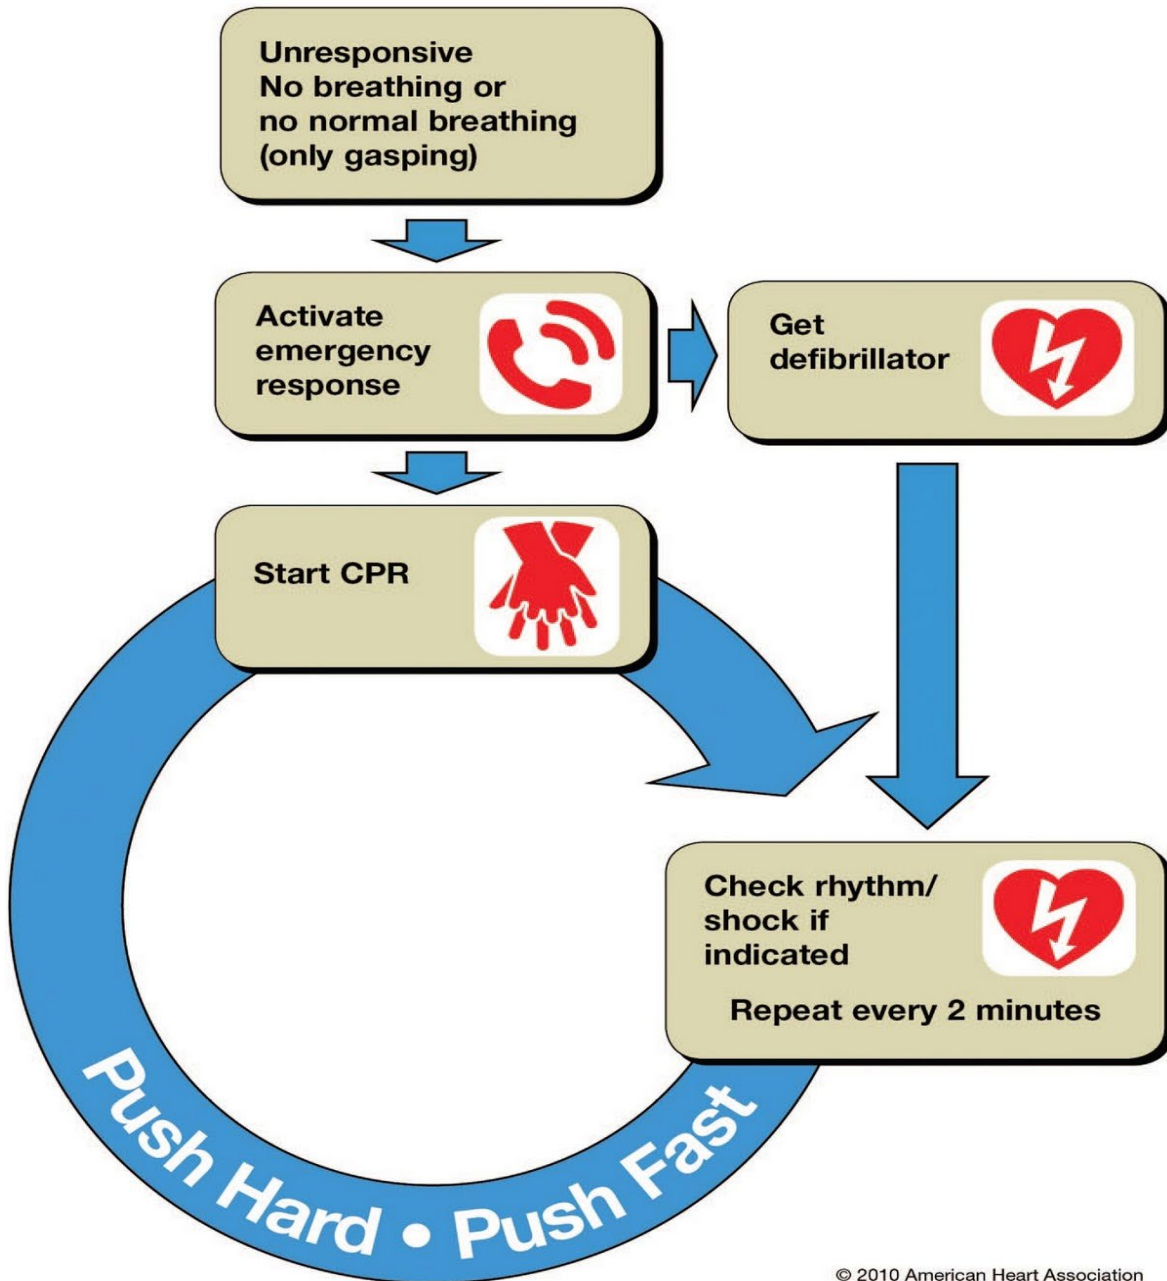 Unresponsive
No breathing or
no normal breathing
(only gasping)
Activate
emergency
response
Get
defibrillator
Start CPR
Check rhythm/
shock if
indicated
Repeat every 2 minutes
Push Hard • Push Fast
© 2010 American Heart Association